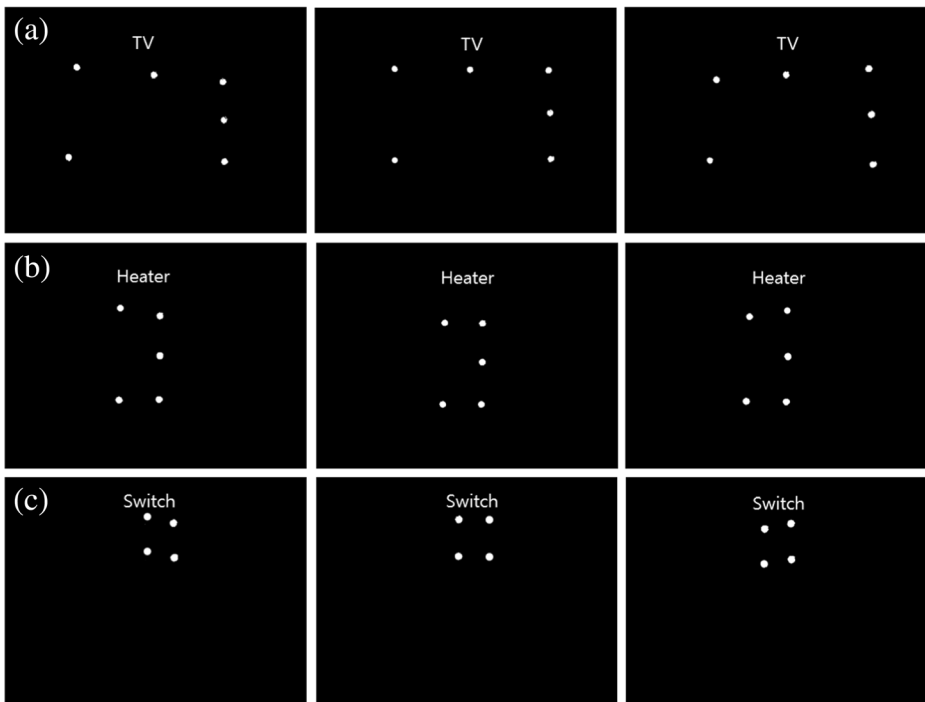 (a)
TV
TV
TV
(b)
Heater
Heater
Heater
(c)
Switch
Switch
Switch